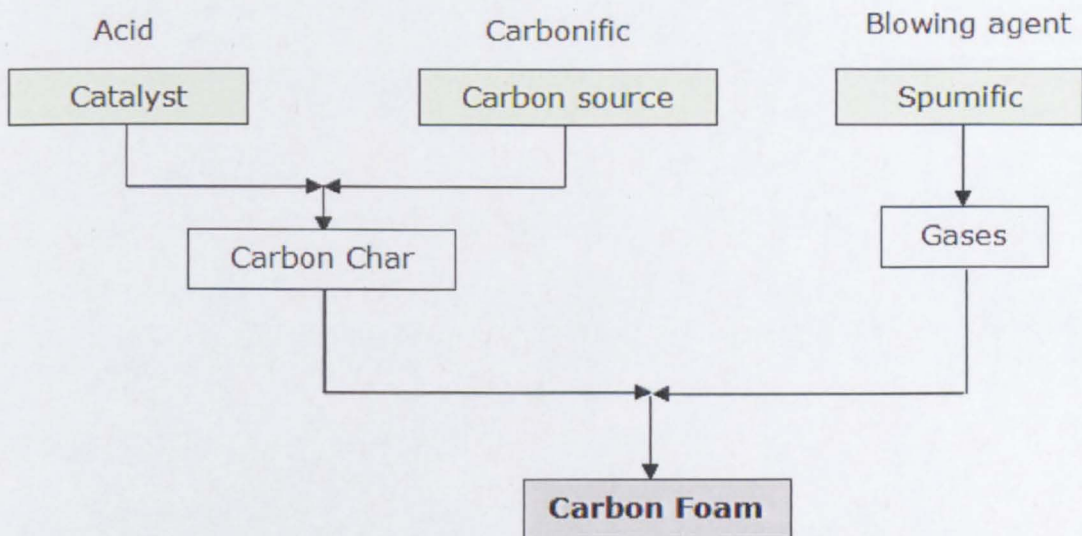 Acid
Carbonific
Blowing agent
Catalyst
Carbon source
Spumific
Carbon Char
Gases
Carbon Foam